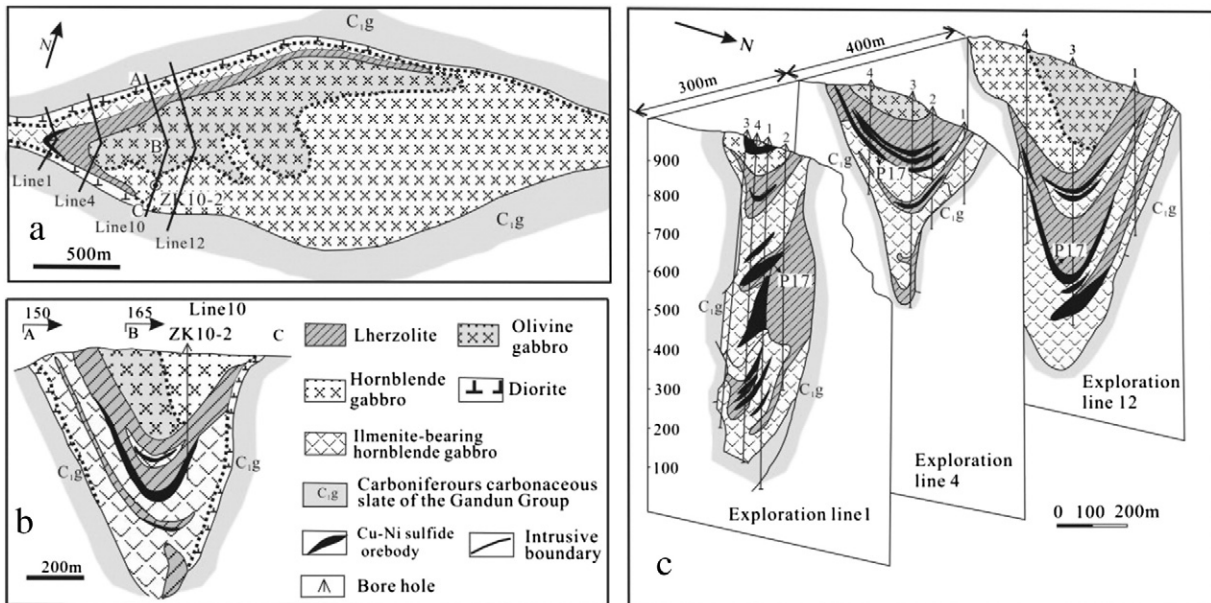 a
N
C₁g
A
B
C
ZK10-2
Line1
Line4
Line10
Line12
C₁g
500m
b
Line10
150
A
165
B
ZK10-2
C
C₁g
C₁g
200m
Lherzolite
Olivine
gabbro
Hornblende
gabbro
Diorite
Ilmenite-bearing
hornblende gabbro
C₁g
Carboniferours carbonaceous
slate of the Gandun Group
Cu-Ni sulfide
orebody
Intrusive
boundary
Bore hole
N
300m
400m
900
800
700
600
500
400
300
200
100
3 4 1 2
P17
C₁g
C₁g
Exploration line1
4 3 2 1
C₁g
P17
C₁g
Exploration
line 4
4 3 1
C₁g
P17
Exploration
line 12
0 100 200m
c